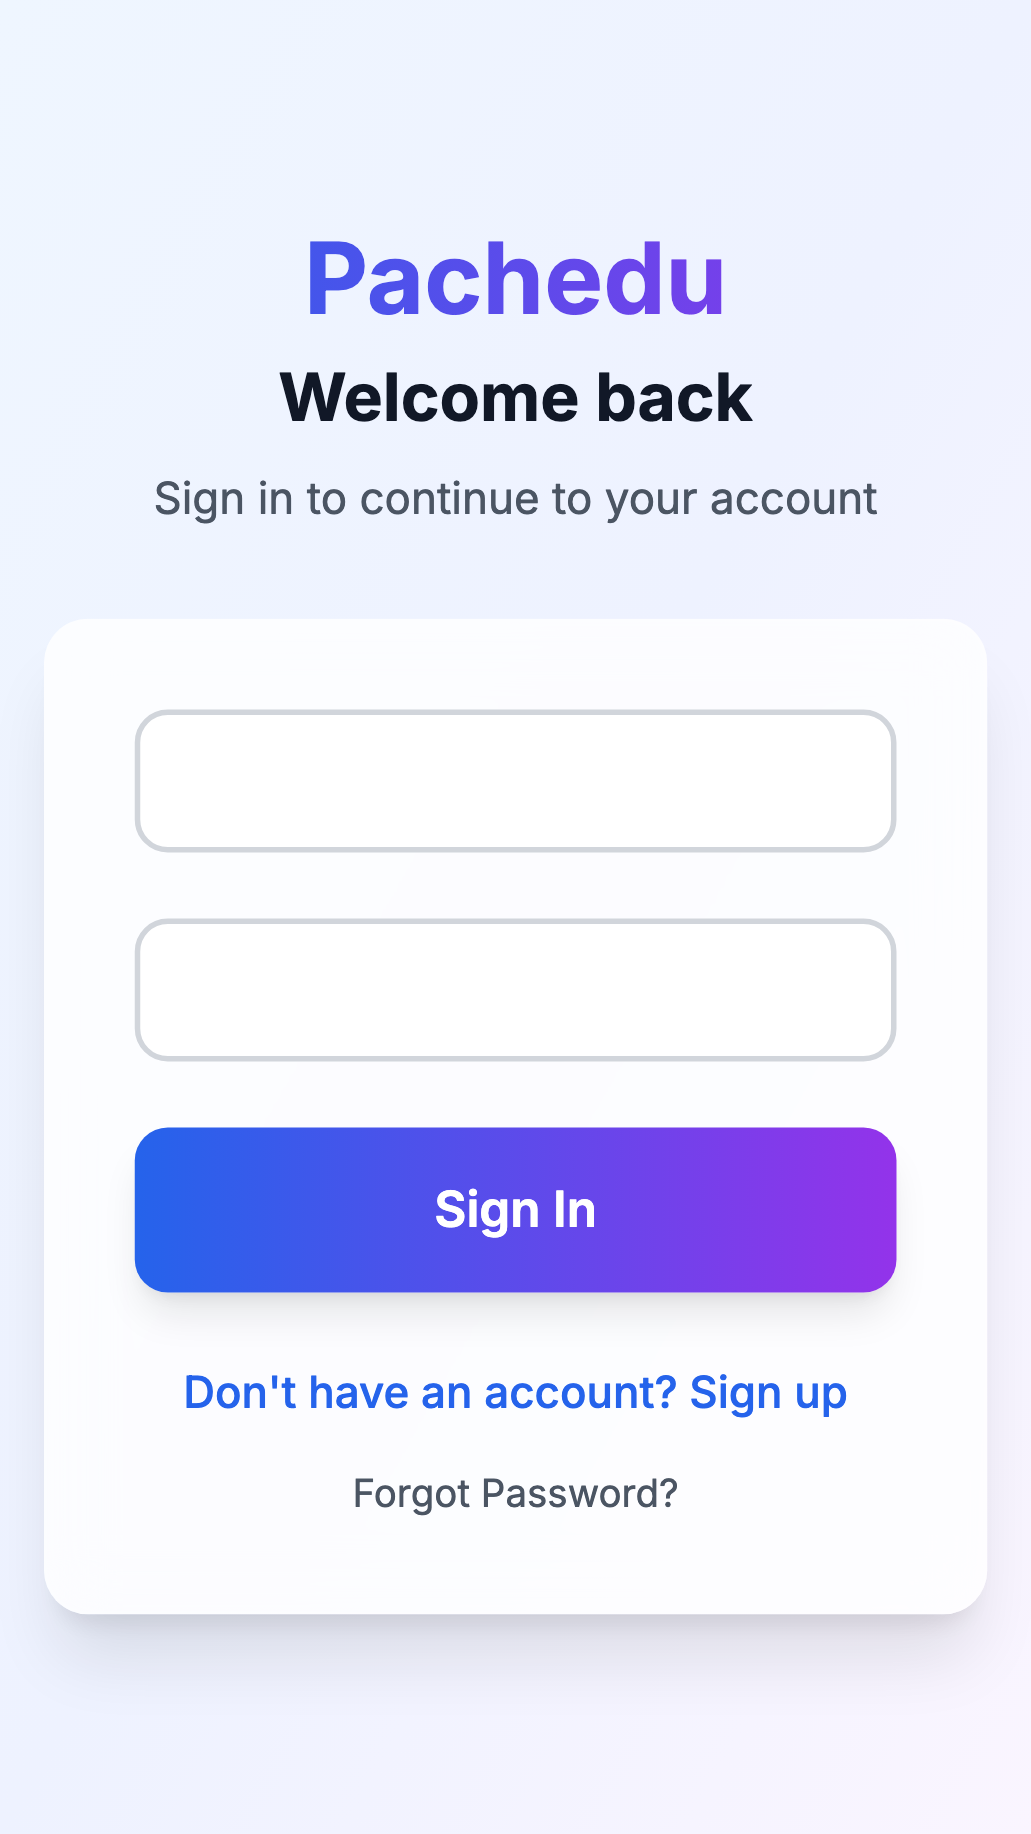 Pachedu
Welcome back
Sign in to continue to your account
Sign In
Don't have an account? Sign up
Forgot Password?